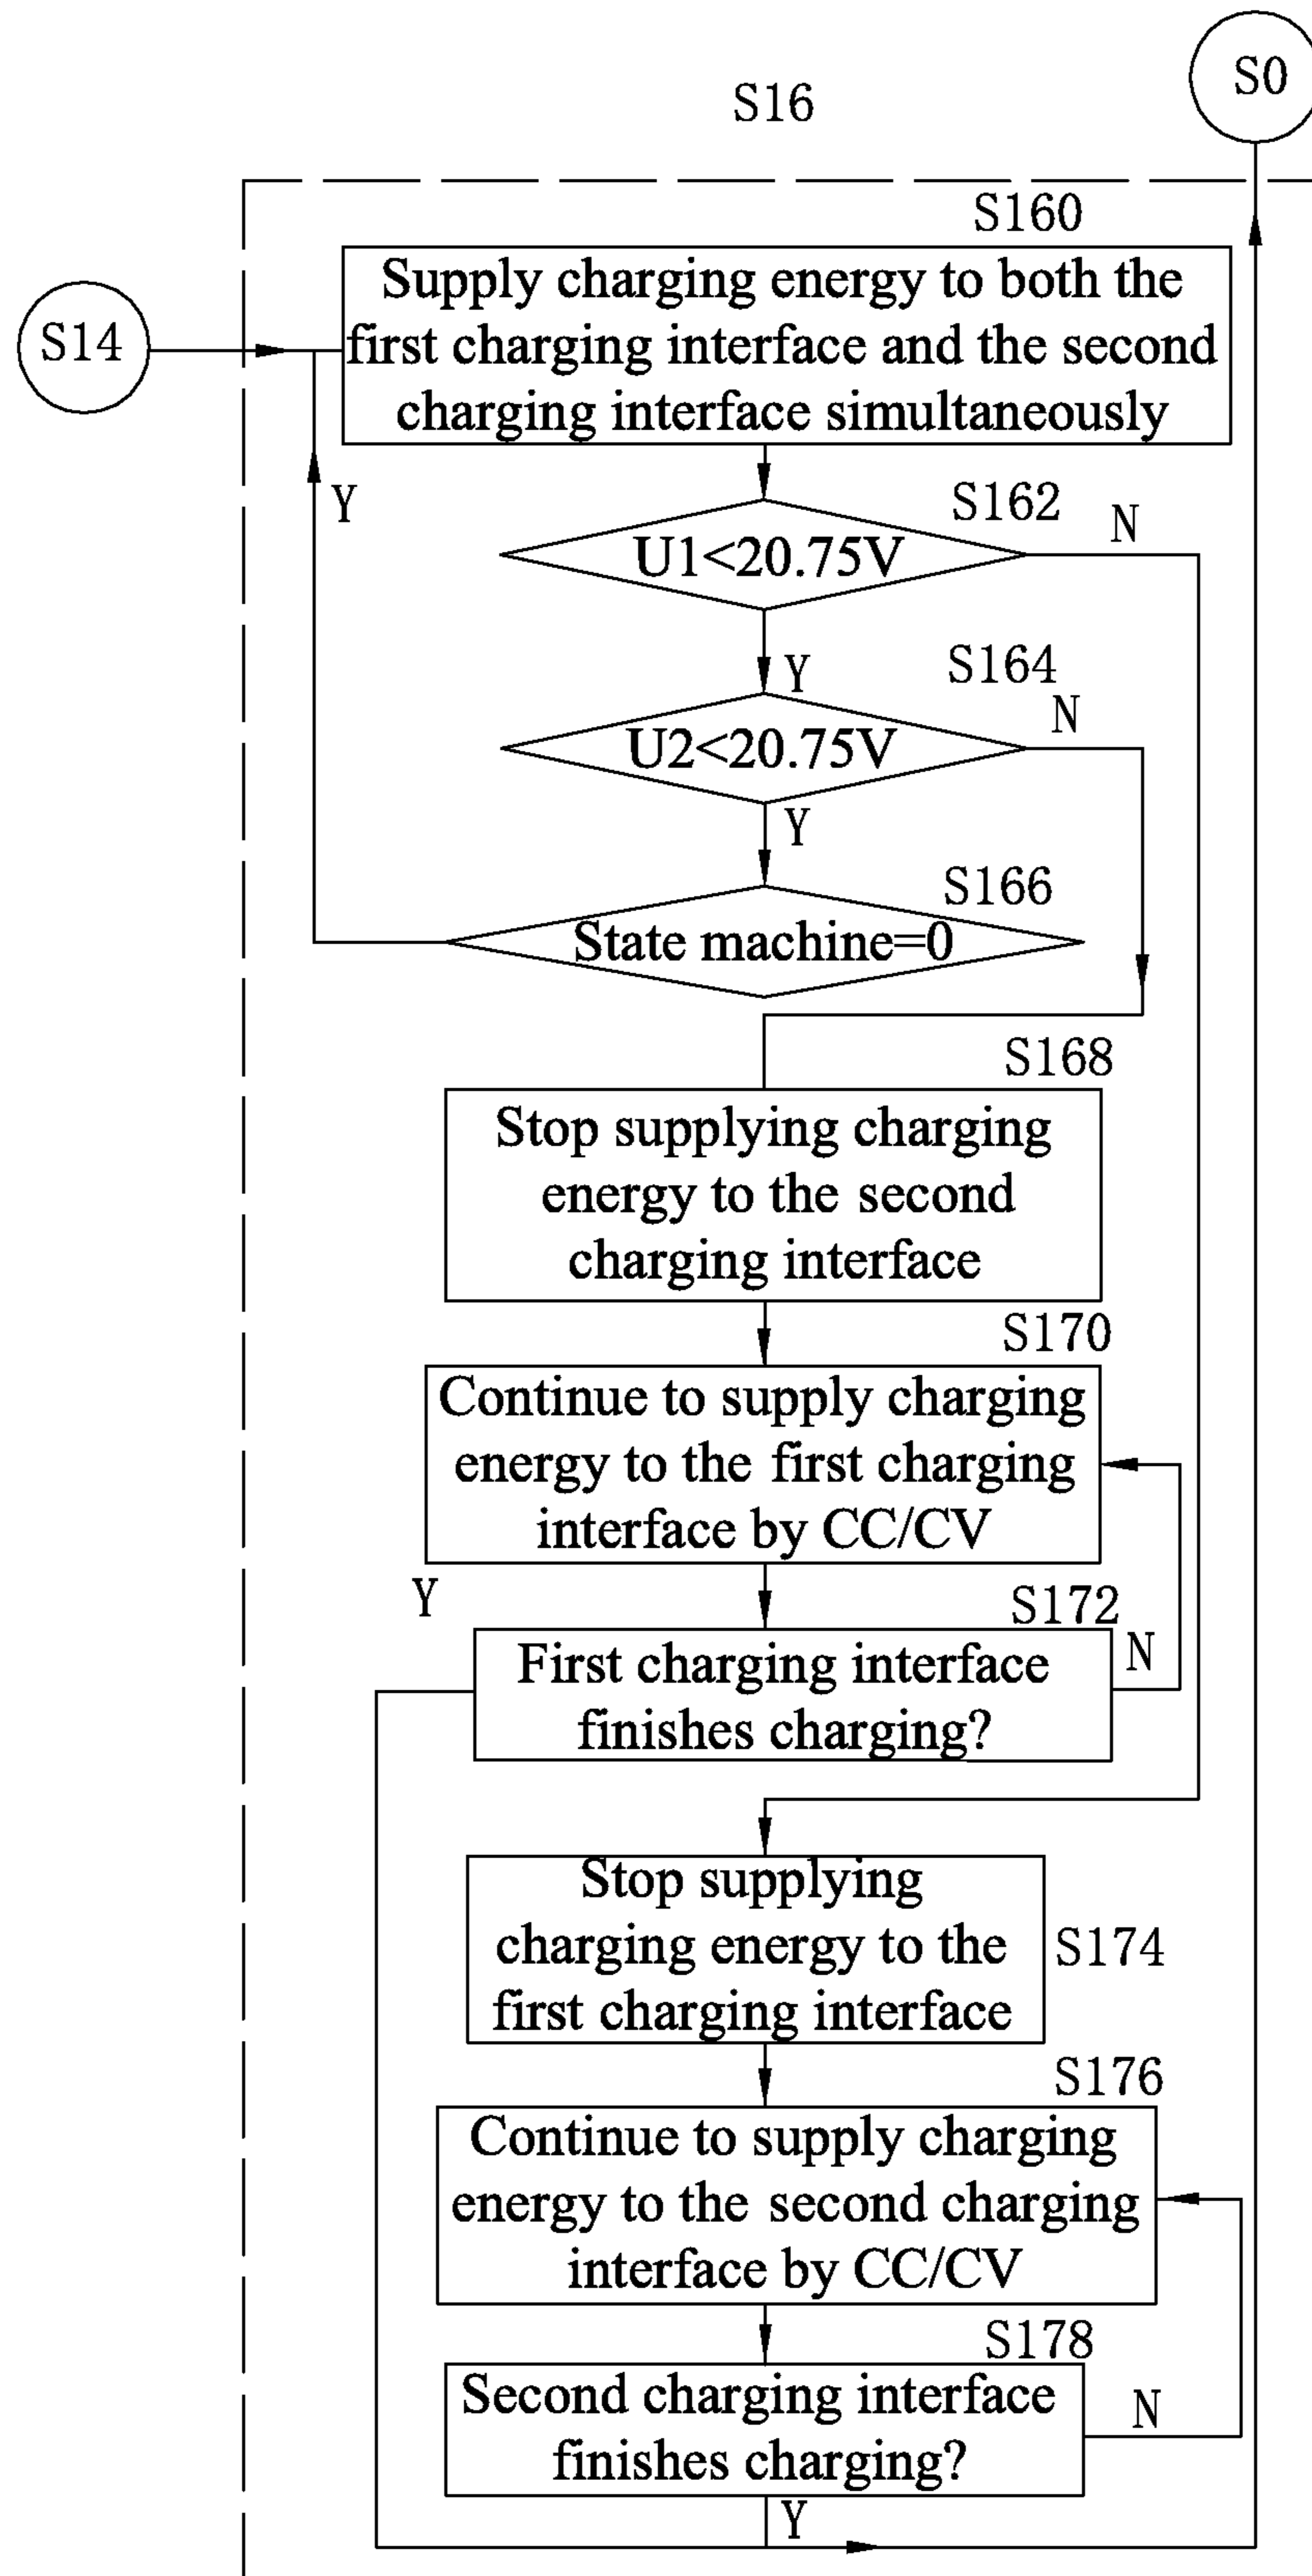 S0
S16
S160
Supply charging energy to both the
first charging interface and the second
charging interface simultaneously
S14
Y
S162
N
U1<20.75V
Y
S164
N
U2<20.75V
Y
S166
State machine=0
S168
Stop supplying charging
energy to the second
charging interface
S170
Continue to supply charging
energy to the first charging
interface by CC/CV
Y
S172
N
First charging interface
finishes charging?
Stop supplying
charging energy to the
first charging interface
S174
S176
Continue to supply charging
energy to the second charging
interface by CC/CV
S178
Second charging interface
finishes charging?
N
Y